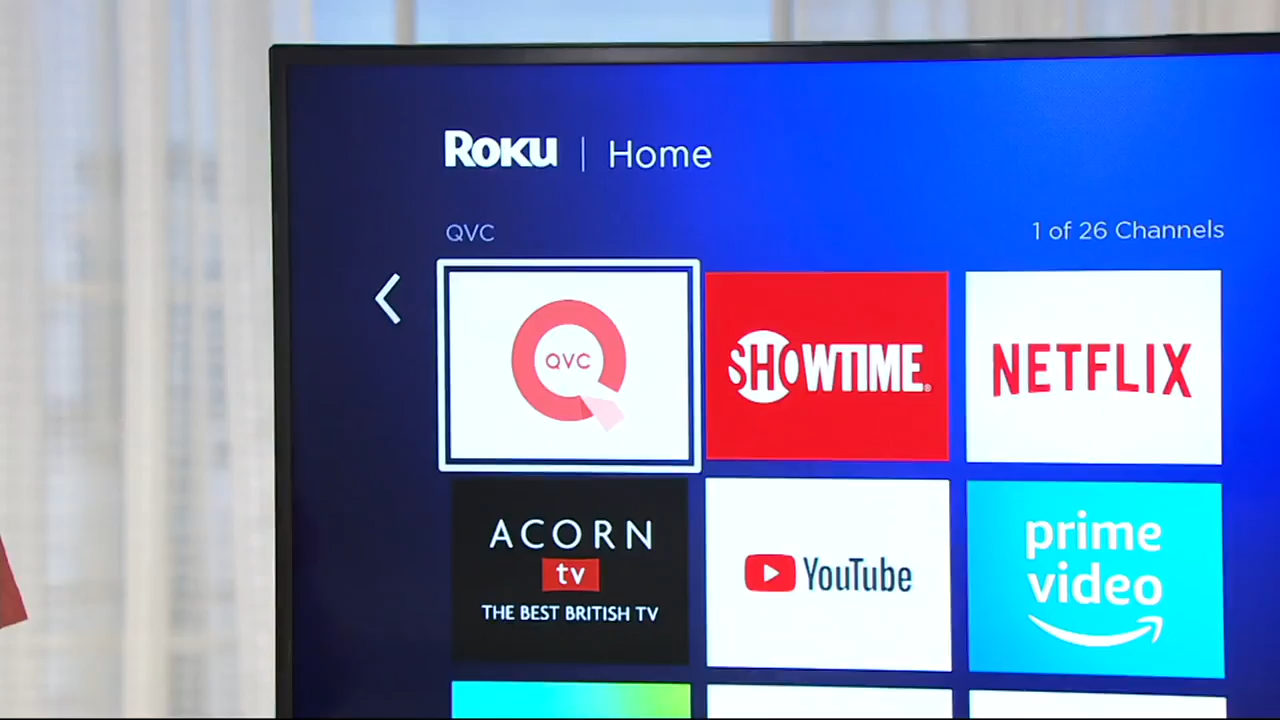 Roku | Home
QVC
1 of 26 Channels
QVC
SHOWTIME®
NETFLIX
ACORN
tv
THE BEST BRITISH TV
YouTube
prime
video